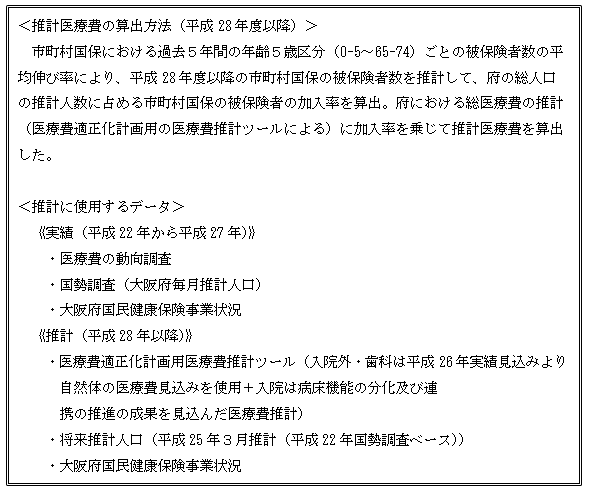 ＜推計医療費の算出方法（平成 28 年度以降）＞
市町村国保における過去５年間の年齢５歳区分（0-5～65-74）ごとの被保険者数の平
均伸び率により、平成 28 年度以降の市町村国保の被保険者数を推計して、府の総人口
の推計人数に占める市町村国保の被保険者の加入率を算出。府における総医療費の推計
（医療費適正化計画用の医療費推計ツールによる）に加入率を乗じて推計医療費を算出
した。
＜推計に使用するデータ＞
《実績（平成 22 年から平成 27 年）》
・医療費の動向調査
・国勢調査（大阪府毎月推計人口）
・大阪府国民健康保険事業状況
《推計（平成 28 年以降）》
・医療費適正化計画用医療費推計ツール（入院外・歯科は平成 26 年実績見込みより
自然体の医療費見込みを使用＋入院は病床機能の分化及び連
携の推進の成果を見込んだ医療費推計）
・将来推計人口（平成 25 年３月推計（平成 22 年国勢調査ベース））
・大阪府国民健康保険事業状況